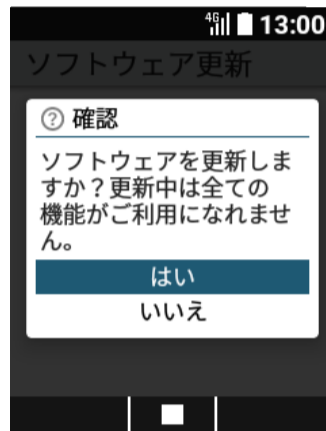 4G 13:00
ソフトウェア更新
? 確認
ソフトウェアを更新しま
すか？更新中は全ての
機能がご利用になれませ
ん。
はい
いいえ